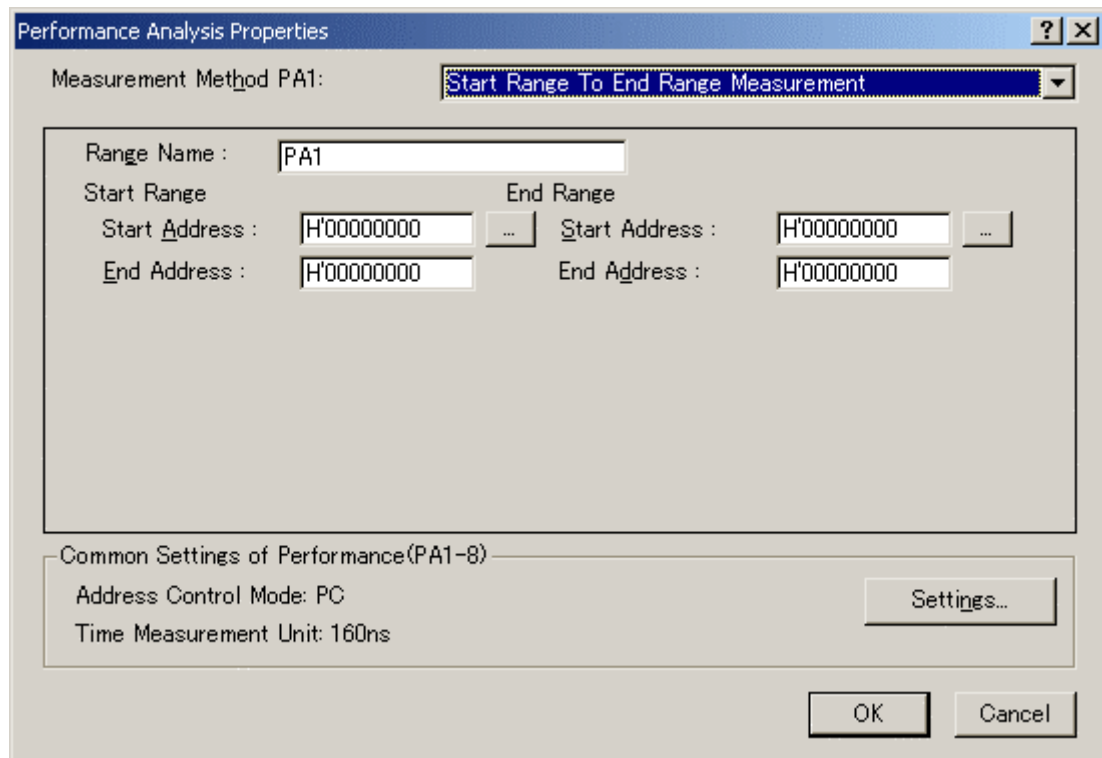 Performance Analysis Properties
Measurement Method PA1: Start Range To End Range Measurement
Range Name : PA1
Start Range End Range
Start Address : H'00000000 ... Start Address : H'00000000 ...
End Address : H'00000000 End Address : H'00000000
Common Settings of Performance(PA1-8)
Address Control Mode: PC
Settings...
Time Measurement Unit: 160ns
OK Cancel